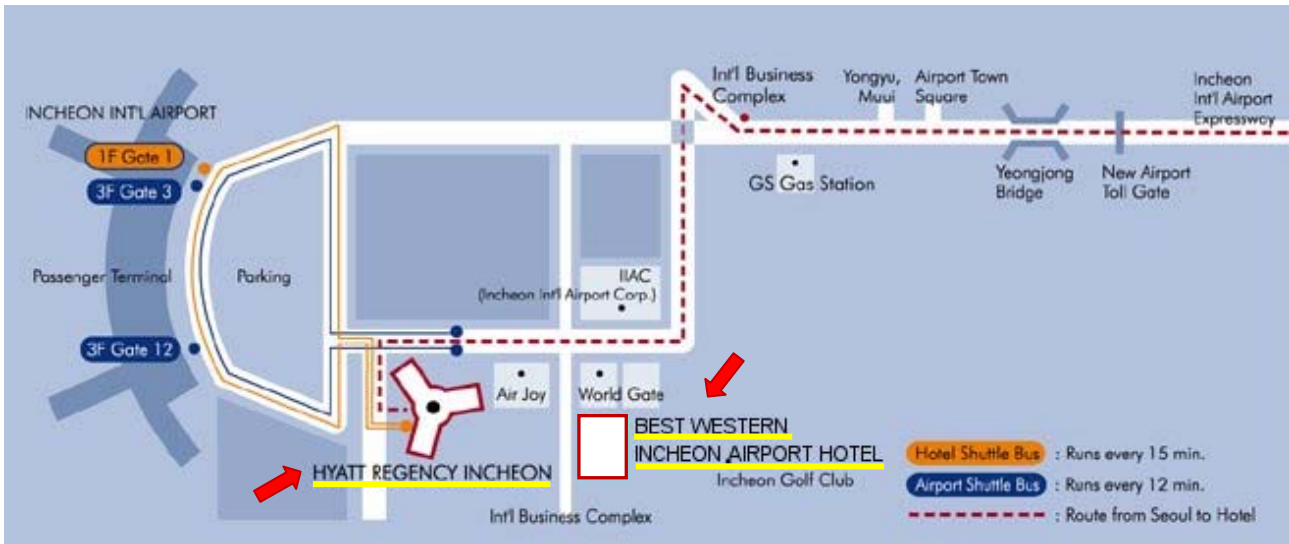 INCHEON INT'L AIRPORT
1F Gate 1
3F Gate 3
Passenger Terminal
3F Gate 12
Parking
Int'l Business
Complex
Yongyu,
Muui
Airport Town
Square
Incheon
Int'l Airport
Expressway
GS Gas Station
Yeongjong
Bridge
New Airport
Toll Gate
IIAC
(Incheon Int'l Airport Corp.)
Air Joy
World Gate
BEST WESTERN
INCHEON AIRPORT HOTEL
Incheon Golf Club
HYATT REGENCY INCHEON
Int'l Business Complex
Hotel Shuttle Bus : Runs every 15 min.
Airport Shuttle Bus : Runs every 12 min.
: Route from Seoul to Hotel